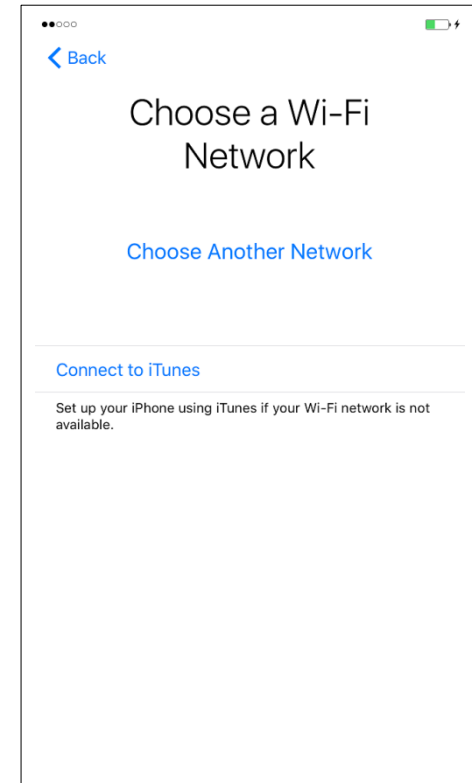 Back
Choose a Wi-Fi
Network
Choose Another Network
Connect to iTunes
Set up your iPhone using iTunes if your Wi-Fi network is not
available.